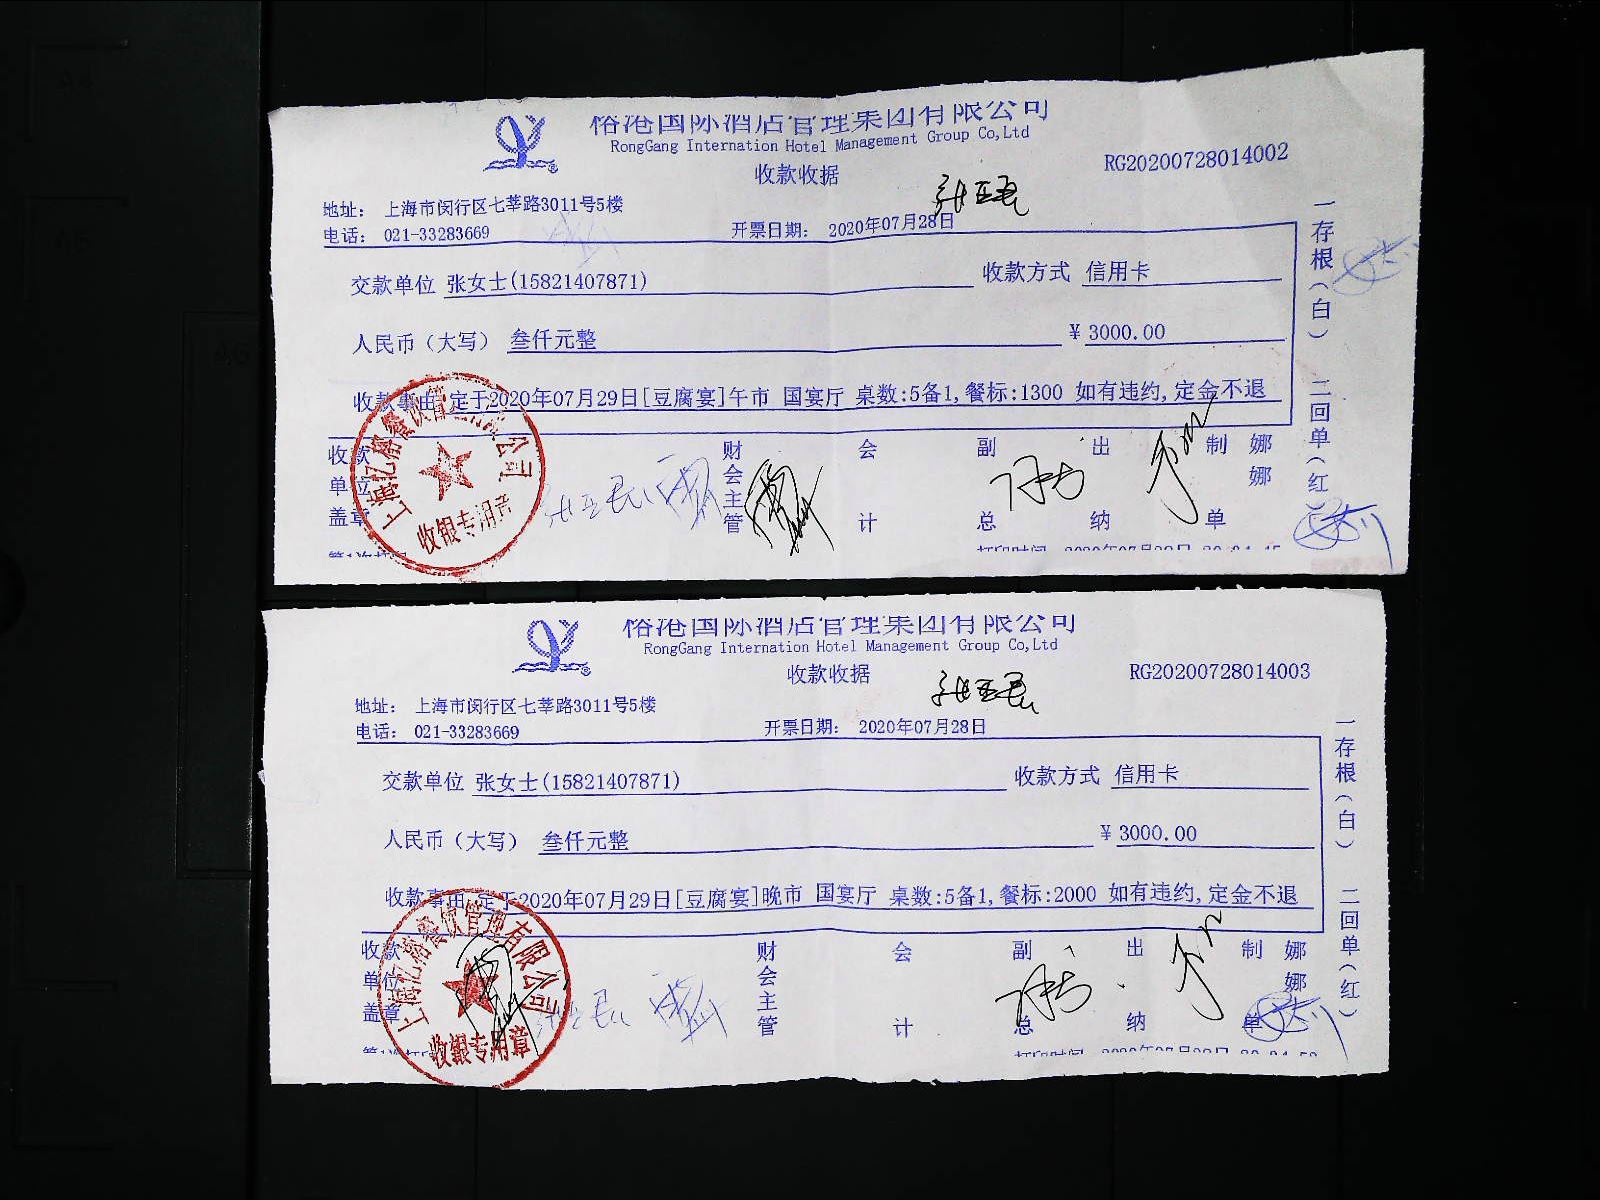 国际酒店管理集团有限公司
RongGang Internation Hotel Management Group Co,Ltd
收款收据
RG20200728014002
地址： 上海市闵行区七莘路3011号5楼
电话： 021-33283669
开票日期： 2020年07月28日
交款单位 张女士(15821407871)
收款方式 信用卡
人民币（大写） 叁仟元整
¥ 3000.00
收款事由 定于2020年07月29日[豆腐宴]午市 国宴厅 桌数:5备1,餐标:1300 如有违约,定金不退
收款单位盖章
财会主管
会计
副总
出纳
制单
娜娜
收银专用章
一存根（白） 二回单（红）
国际酒店管理集团有限公司
RongGang Internation Hotel Management Group Co,Ltd
收款收据
RG20200728014003
地址： 上海市闵行区七莘路3011号5楼
电话： 021-33283669
开票日期： 2020年07月28日
交款单位 张女士(15821407871)
收款方式 信用卡
人民币（大写） 叁仟元整
¥ 3000.00
收款事由 定于2020年07月29日[豆腐宴]晚市 国宴厅 桌数:5备1,餐标:2000 如有违约,定金不退
收款单位盖章
财会主管
会计
副总
出纳
制单
娜娜
收银专用章
一存根（白） 二回单（红）